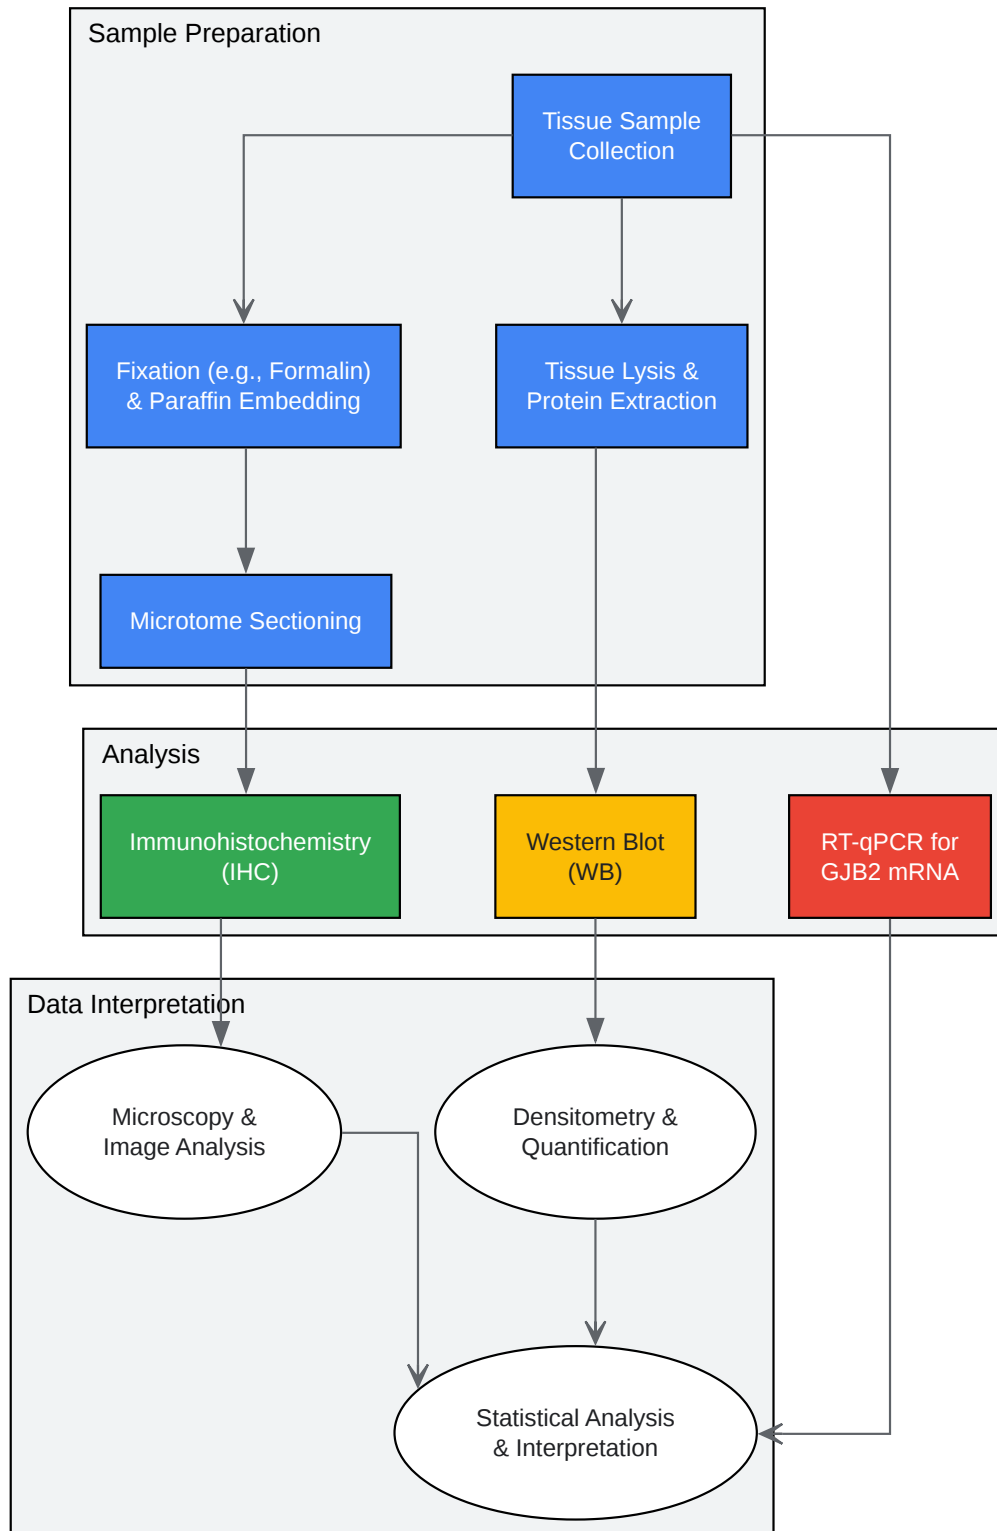 Sample Preparation
Tissue Sample
Collection
Fixation (e.g., Formalin)
& Paraffin Embedding
Tissue Lysis &
Protein Extraction
Microtome Sectioning
Analysis
Immunohistochemistry
(IHC)
Western Blot
(WB)
RT-qPCR for
GJB2 mRNA
Data Interpretation
Microscopy &
Image Analysis
Densitometry &
Quantification
Statistical Analysis
& Interpretation